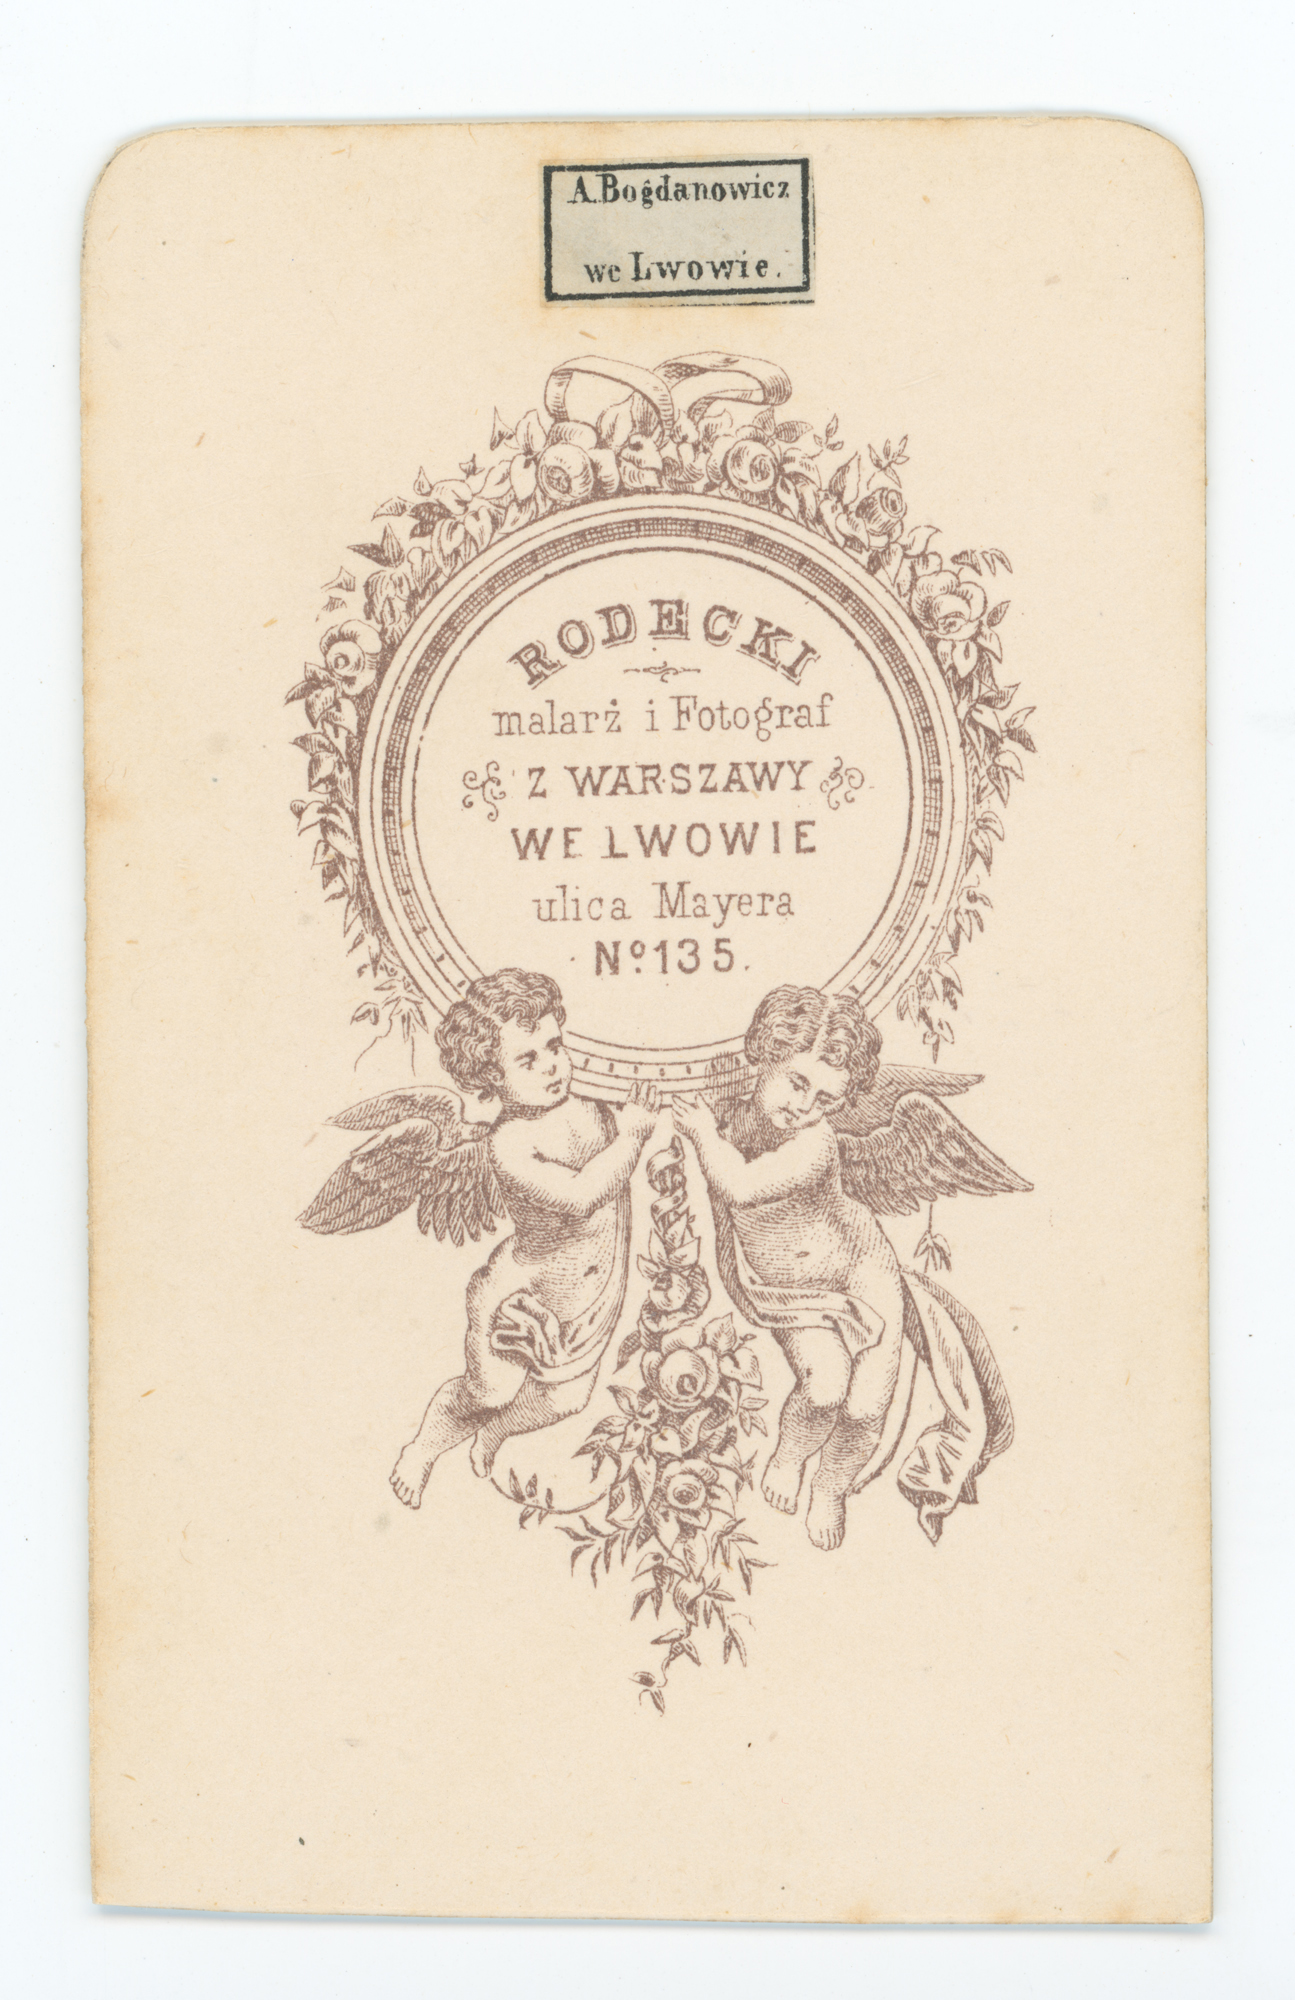 A.Bogdanowicz
we Lwowie.
RODECKI
malarż i Fotograf
Z WARSZAWY
WE LWOWIE
ulica Mayera
Nº 135.